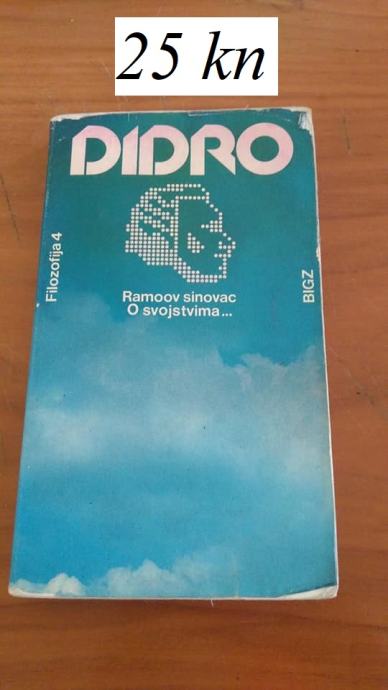 25 kn
DIDRO
Ramoov sinovac
O svojstvima...
Filozofija 4
BIGZ